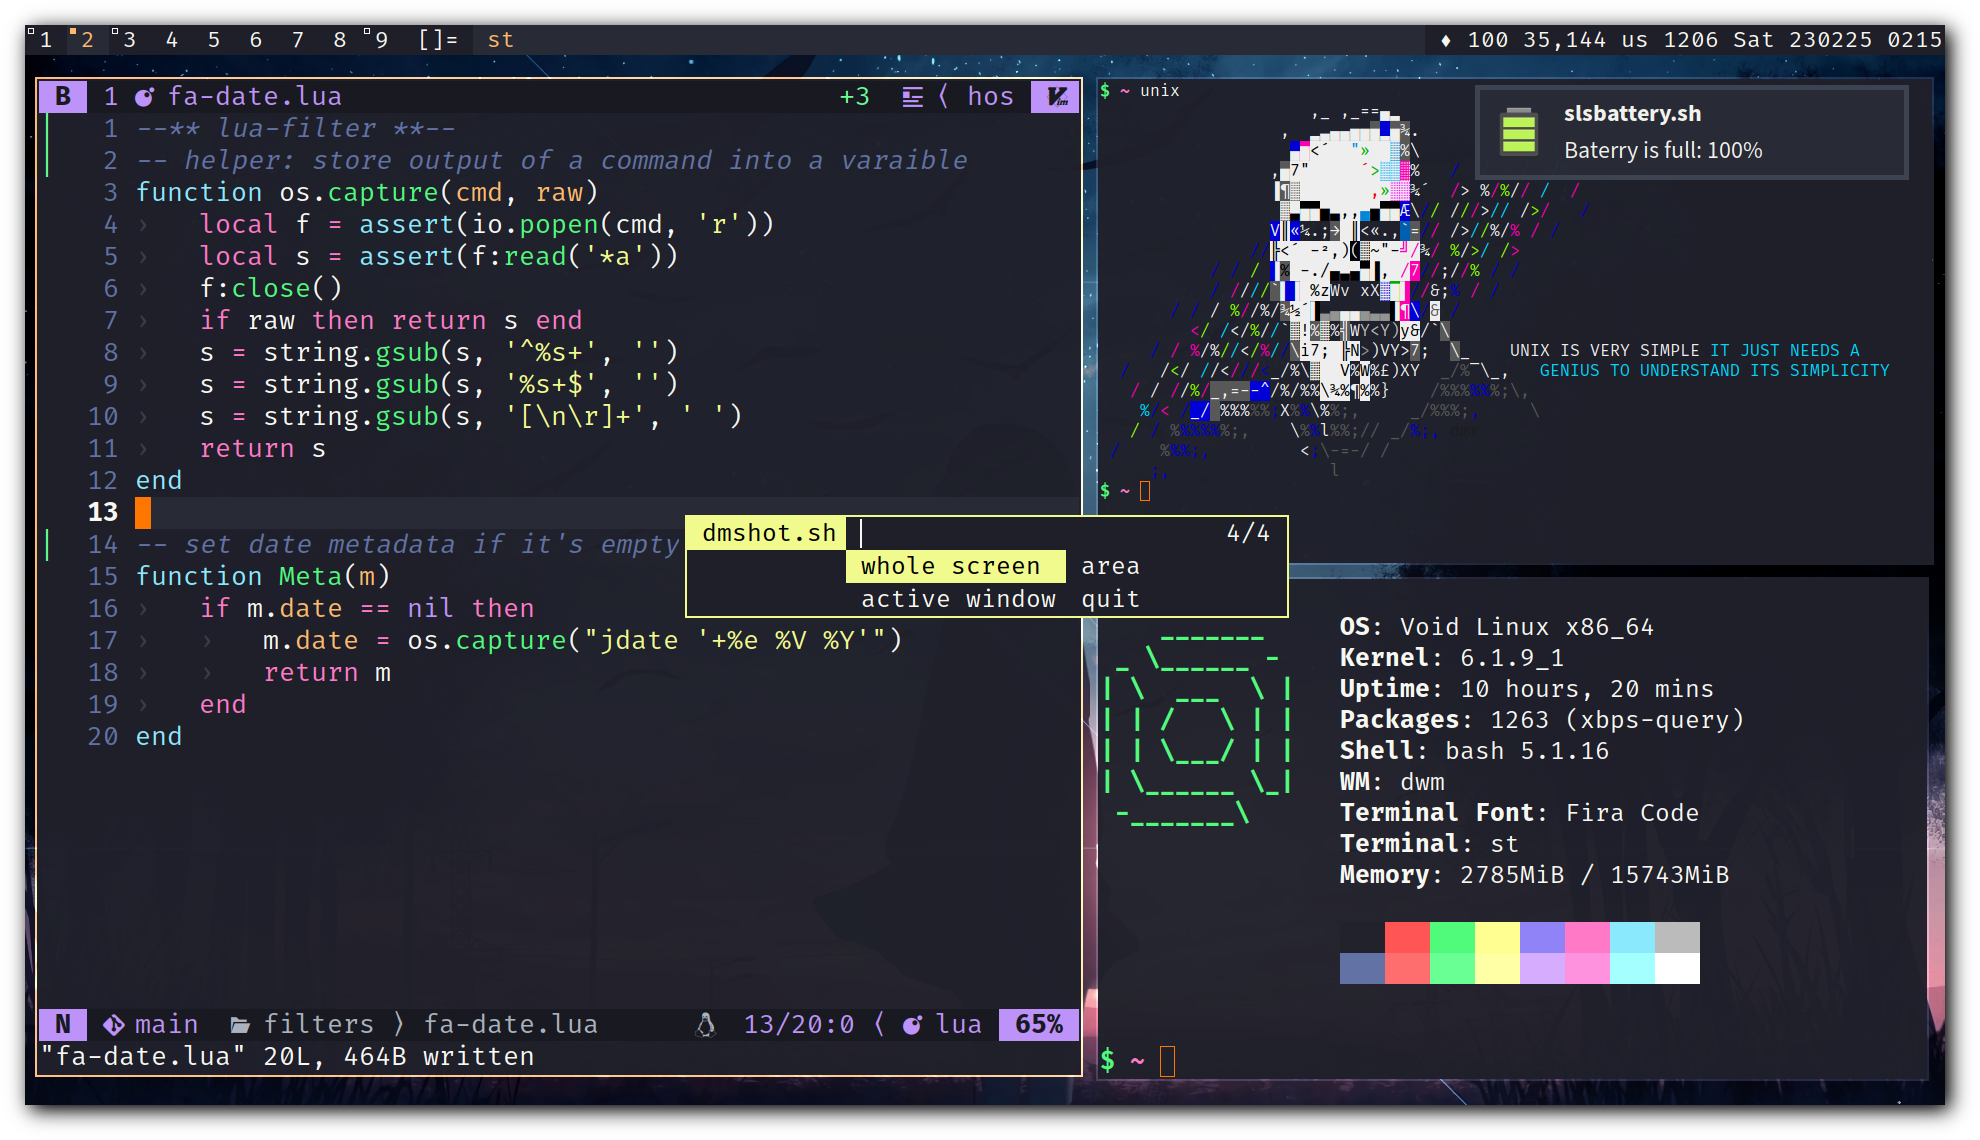 1 2 3 4 5 6 7 8 9 []= st
♦ 100 35,144 us 1206 Sat 230225 0215
B 1 fa-date.lua +3 ⟨ hos
1 --** lua-filter **--
2 -- helper: store output of a command into a varaible
3 function os.capture(cmd, raw)
4 › local f = assert(io.popen(cmd, 'r'))
5 › local s = assert(f:read('*a'))
6 › f:close()
7 › if raw then return s end
8 › s = string.gsub(s, '^%s+', '')
9 › s = string.gsub(s, '%s+$', '')
10 › s = string.gsub(s, '[\n\r]+', ' ')
11 › return s
12 end
13
14 -- set date metadata if it's empty
15 function Meta(m)
16 › if m.date == nil then
17 › › m.date = os.capture("jdate '+%e %V %Y'")
18 › › return m
19 › end
20 end
N main filters ⟩ fa-date.lua 13/20:0 ⟨ lua 65%
"fa-date.lua" 20L, 464B written
$ ~ unix
slsbattery.sh
Baterry is full: 100%
UNIX IS VERY SIMPLE IT JUST NEEDS A
GENIUS TO UNDERSTAND ITS SIMPLICITY
$ ~
dmshot.sh 4/4
whole screen area
active window quit
OS: Void Linux x86_64
Kernel: 6.1.9_1
Uptime: 10 hours, 20 mins
Packages: 1263 (xbps-query)
Shell: bash 5.1.16
WM: dwm
Terminal Font: Fira Code
Terminal: st
Memory: 2785MiB / 15743MiB
$ ~